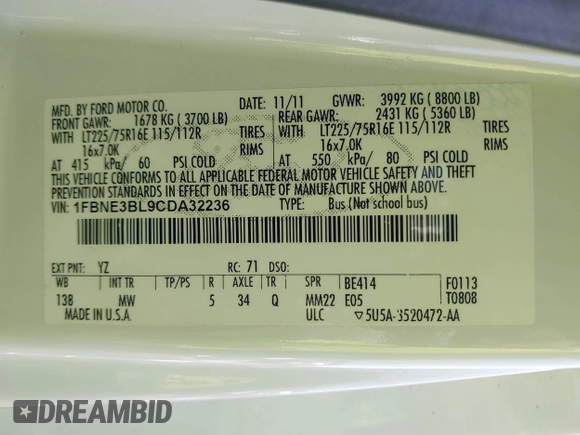 MFD. BY FORD MOTOR CO.
DATE: 11/11 GVWR: 3992 KG ( 8800 LB)
FRONT GAWR: 1678 KG ( 3700 LB) REAR GAWR: 2431 KG ( 5360 LB)
WITH LT225/75R16E 115/112R TIRES WITH LT225/75R16E 115/112R TIRES
16x7.0K RIMS 16x7.0K RIMS
AT 415 kPa/ 60 PSI COLD AT 550 kPa/ 80 PSI COLD
THIS VEHICLE CONFORMS TO ALL APPLICABLE FEDERAL MOTOR VEHICLE SAFETY AND THEFT
PREVENTION STANDARDS IN EFFECT ON THE DATE OF MANUFACTURE SHOWN ABOVE.
VIN: 1FBNE3BL9CDA32236 TYPE: Bus (Not school bus)
EXT PNT: YZ RC: 71 DSO:
WB INT TR TP/PS R AXLE TR SPR BE414 F0113
138 MW 5 34 Q MM22 E05 T0808
MADE IN U.S.A. ULC ▽5U5A-3520472-AA
DREAMBID